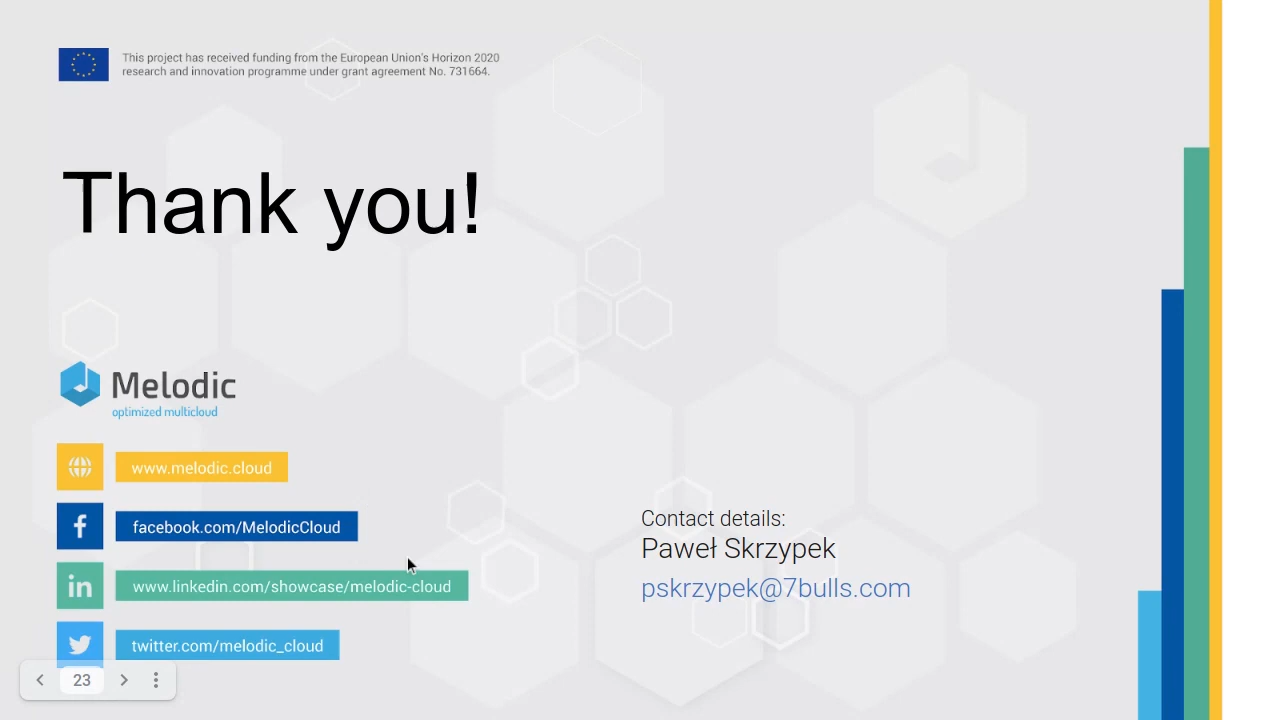 This project has received funding from the European Union's Horizon 2020
research and innovation programme under grant agreement No. 731664.
Thank you!
Melodic
optimized multicloud
www.melodic.cloud
facebook.com/MelodicCloud
in
www.linkedin.com/showcase/melodic-cloud
twitter.com/melodic_cloud
Contact details:
Paweł Skrzypek
pskrzypek@7bulls.com
23